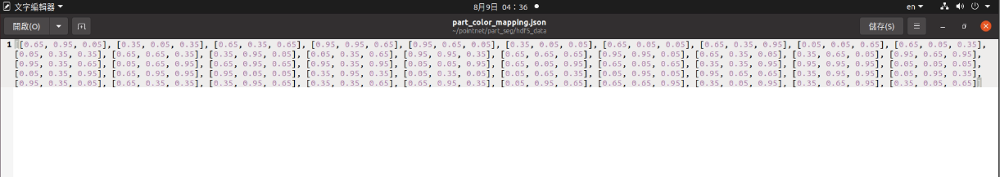 文字編輯器 8月9日 04：36 en
開啟(O) part_color_mapping.json 儲存(S)
~/pointnet/part_seg/hdf5_data
1 [[0.65, 0.95, 0.05], [0.35, 0.05, 0.35], [0.65, 0.35, 0.65], [0.95, 0.95, 0.65], [0.95, 0.65, 0.05], [0.35, 0.05, 0.05], [0.65, 0.05, 0.05], [0.65, 0.35, 0.95], [0.05, 0.05, 0.65], [0.65, 0.05, 0.35],
[0.05, 0.35, 0.35], [0.65, 0.65, 0.35], [0.35, 0.95, 0.05], [0.05, 0.35, 0.65], [0.95, 0.95, 0.35], [0.65, 0.65, 0.65], [0.95, 0.95, 0.05], [0.65, 0.35, 0.05], [0.35, 0.65, 0.05], [0.95, 0.65, 0.95],
[0.95, 0.35, 0.65], [0.05, 0.65, 0.95], [0.65, 0.95, 0.65], [0.95, 0.35, 0.95], [0.05, 0.05, 0.95], [0.65, 0.05, 0.95], [0.65, 0.05, 0.65], [0.35, 0.35, 0.95], [0.95, 0.95, 0.95], [0.05, 0.05, 0.05],
[0.05, 0.35, 0.95], [0.65, 0.95, 0.95], [0.95, 0.05, 0.05], [0.35, 0.95, 0.35], [0.05, 0.35, 0.05], [0.05, 0.65, 0.35], [0.05, 0.95, 0.05], [0.05, 0.65, 0.65], [0.35, 0.95, 0.95], [0.05, 0.95, 0.35],
[0.95, 0.35, 0.05], [0.65, 0.35, 0.35], [0.35, 0.95, 0.65], [0.35, 0.35, 0.65], [0.65, 0.95, 0.35], [0.05, 0.95, 0.65], [0.65, 0.65, 0.95], [0.35, 0.05, 0.95], [0.35, 0.65, 0.95], [0.35, 0.05, 0.65]]